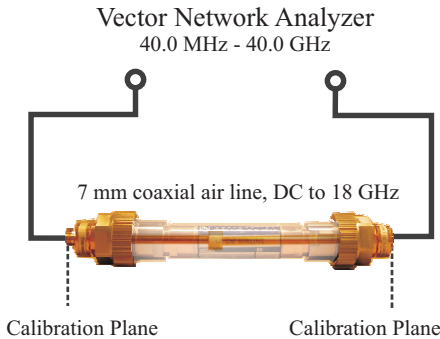 Vector Network Analyzer
40.0 MHz - 40.0 GHz
7 mm coaxial air line, DC to 18 GHz
Calibration Plane
Calibration Plane